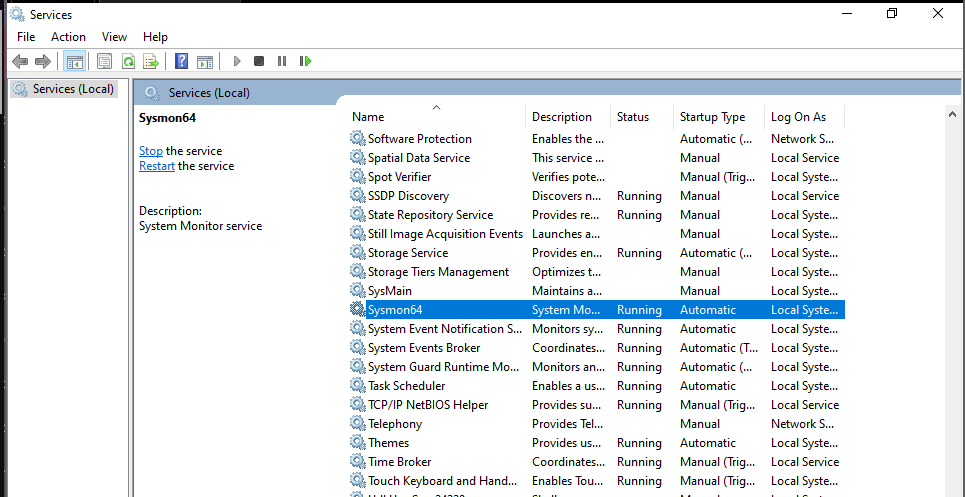 Services
File Action View Help
Services (Local)
Services (Local)
Sysmon64
Stop the service
Restart the service
Description:
System Monitor service
Name Description Status Startup Type Log On As
Software Protection Enables the ... Automatic (... Network S...
Spatial Data Service This service ... Manual Local Service
Spot Verifier Verifies pote... Manual (Trig... Local Syste...
SSDP Discovery Discovers n... Running Manual Local Service
State Repository Service Provides re... Running Manual Local Syste...
Still Image Acquisition Events Launches a... Manual Local Syste...
Storage Service Provides en... Running Automatic (... Local Syste...
Storage Tiers Management Optimizes t... Manual Local Syste...
SysMain Maintains a... Manual Local Syste...
Sysmon64 System Mo... Running Automatic Local Syste...
System Event Notification S... Monitors sy... Running Automatic Local Syste...
System Events Broker Coordinates... Running Automatic (T... Local Syste...
System Guard Runtime Mo... Monitors an... Running Automatic (... Local Syste...
Task Scheduler Enables a us... Running Automatic Local Syste...
TCP/IP NetBIOS Helper Provides su... Running Manual (Trig... Local Service
Telephony Provides Tel... Manual Network S...
Themes Provides us... Running Automatic Local Syste...
Time Broker Coordinates... Running Manual (Trig... Local Service
Touch Keyboard and Hand... Enables Tou... Running Manual (Trig... Local Syste...